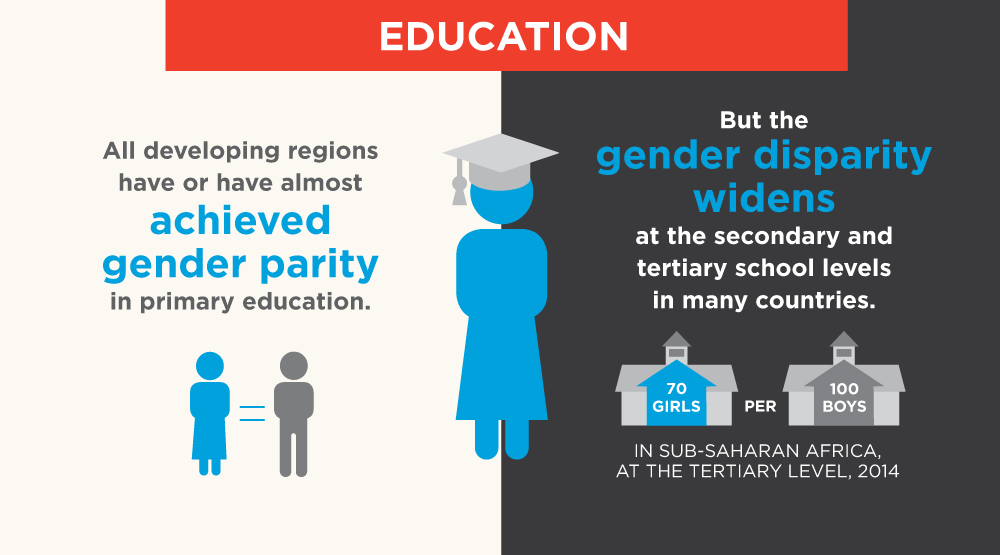 EDUCATION
All developing regions
have or have almost
achieved
gender parity
in primary education.
But the
gender disparity
widens
at the secondary and
tertiary school levels
in many countries.
70
GIRLS
PER
100
BOYS
IN SUB-SAHARAN AFRICA,
AT THE TERTIARY LEVEL, 2014